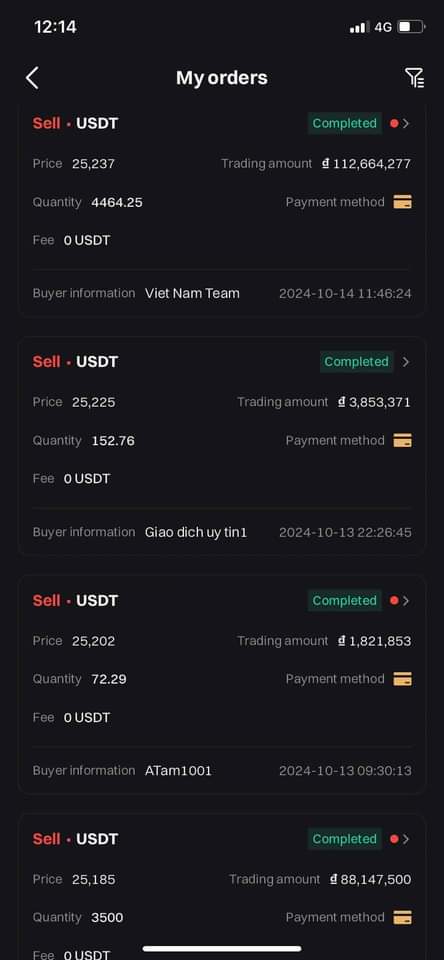 12:14
4G
My orders
Sell • USDT Completed
Price 25,237 Trading amount ₫ 112,664,277
Quantity 4464.25 Payment method
Fee 0 USDT
Buyer information Viet Nam Team 2024-10-14 11:46:24
Sell • USDT Completed
Price 25,225 Trading amount ₫ 3,853,371
Quantity 152.76 Payment method
Fee 0 USDT
Buyer information Giao dich uy tin1 2024-10-13 22:26:45
Sell • USDT Completed
Price 25,202 Trading amount ₫ 1,821,853
Quantity 72.29 Payment method
Fee 0 USDT
Buyer information ATam1001 2024-10-13 09:30:13
Sell • USDT Completed
Price 25,185 Trading amount ₫ 88,147,500
Quantity 3500 Payment method
Fee 0 USDT